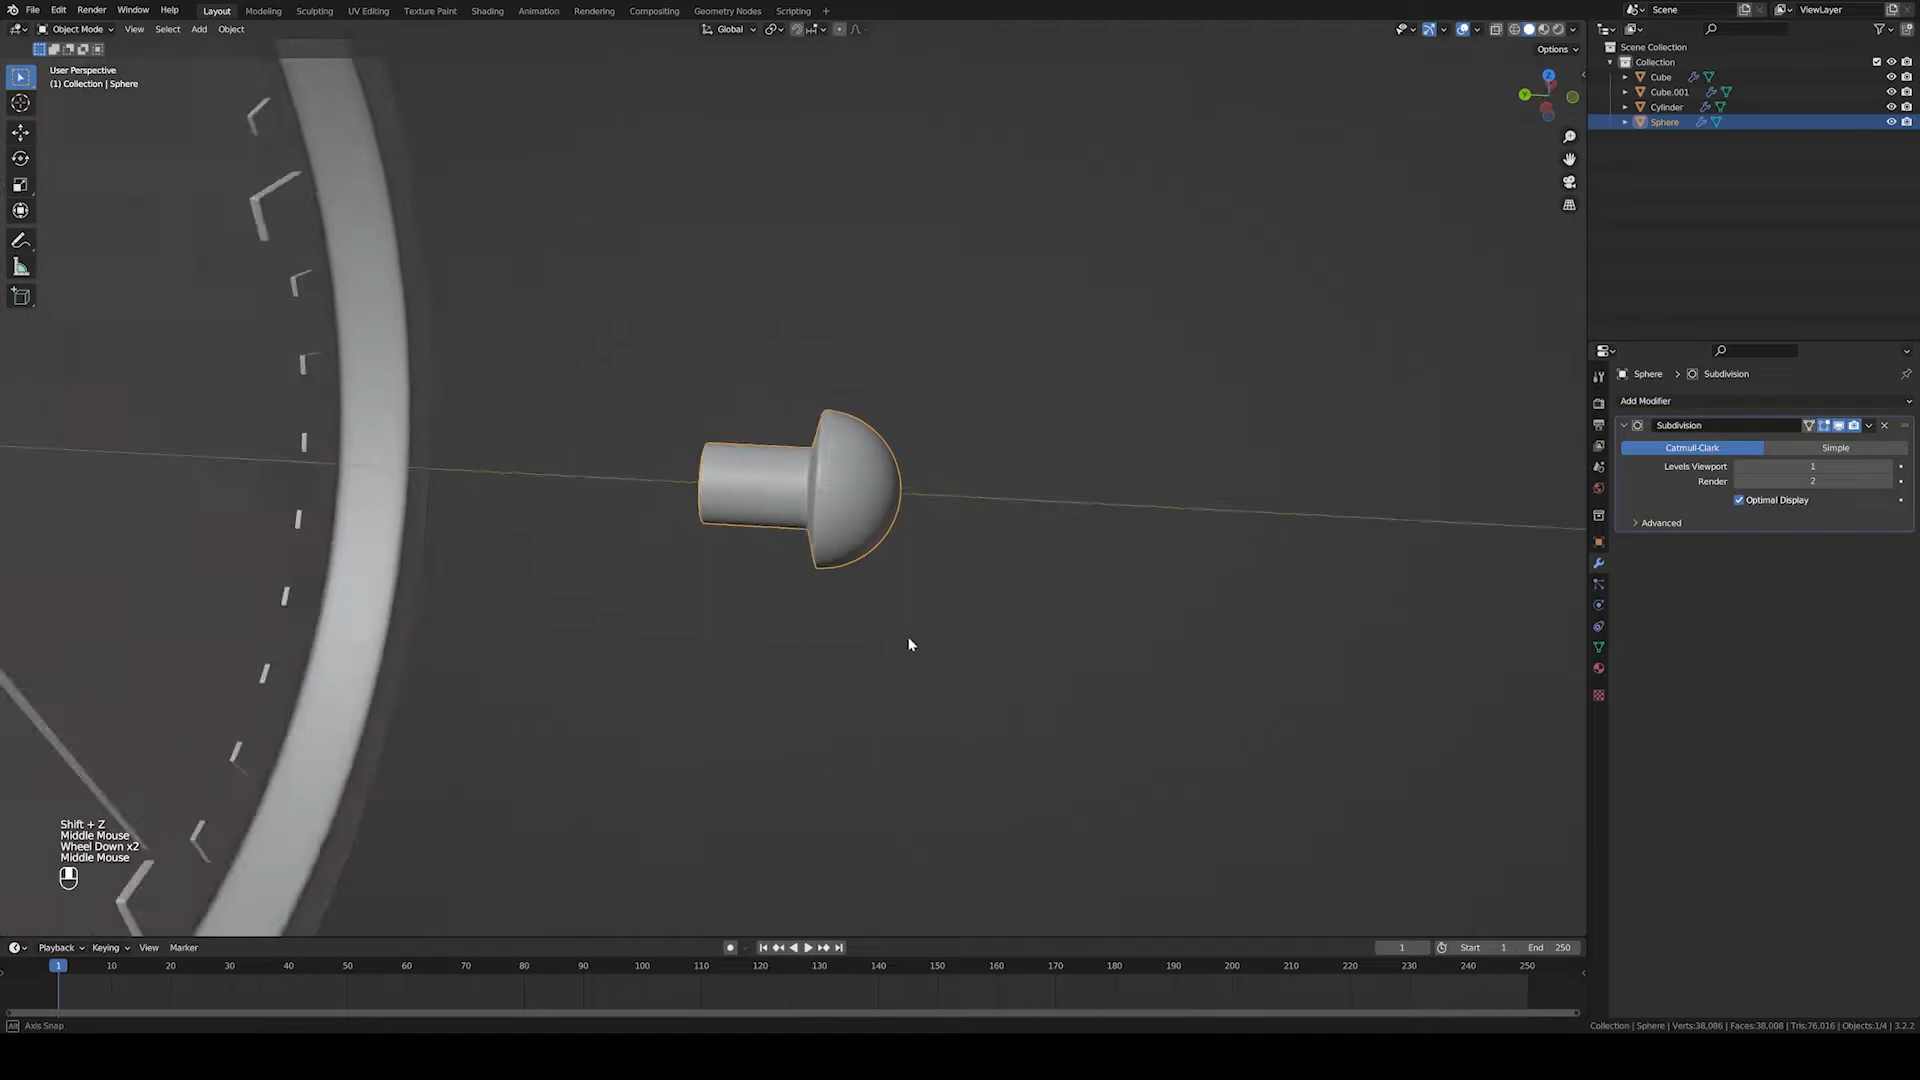 File Edit Render Window Help Layout Modeling Sculpting UV Editing Texture Paint Shading Animation Rendering Compositing Geometry Nodes Scripting + Scene ViewLayer
Object Mode View Select Add Object Global
Options
User Perspective
(1) Collection | Sphere
Z
Y
Scene Collection
Collection
Cube
Cube.001
Cylinder
Sphere
Sphere > Subdivision
Add Modifier
Subdivision
Catmull-Clark Simple
Levels Viewport 1
Render 2
Optimal Display
Advanced
Shift + Z
Middle Mouse
Wheel Down x2
Middle Mouse
Playback Keying View Marker 1 Start 1 End 250
1 10 20 30 40 50 60 70 80 90 100 110 120 130 140 150 160 170 180 190 200 210 220 230 240 250
Alt Axis Snap
Collection | Sphere | Verts:38,086 | Faces:38,008 | Tris:76,016 | Objects:1/4 | 3.2.2